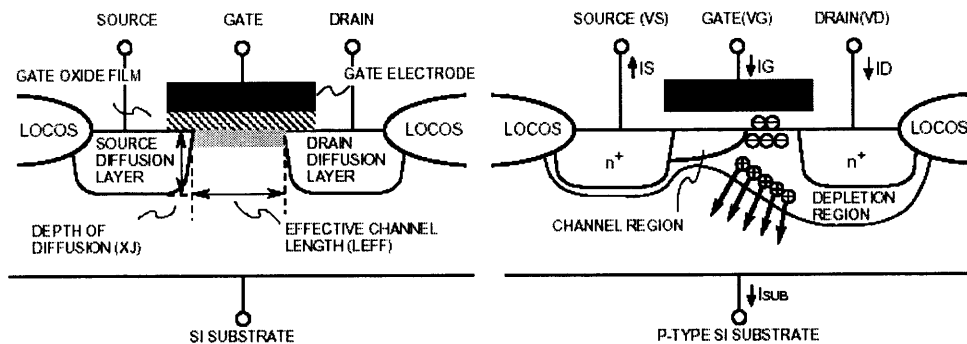 SOURCE GATE DRAIN
GATE OXIDE FILM
GATE ELECTRODE
LOCOS
SOURCE
DIFFUSION
LAYER
DRAIN
DIFFUSION
LAYER
LOCOS
DEPTH OF
DIFFUSION (XJ)
EFFECTIVE CHANNEL
LENGTH (LEFF)
SI SUBSTRATE
SOURCE (VS) GATE(VG) DRAIN(VD)
IS IG ID
LOCOS
n+
n+
LOCOS
CHANNEL REGION
DEPLETION
REGION
ISUB
P-TYPE SI SUBSTRATE